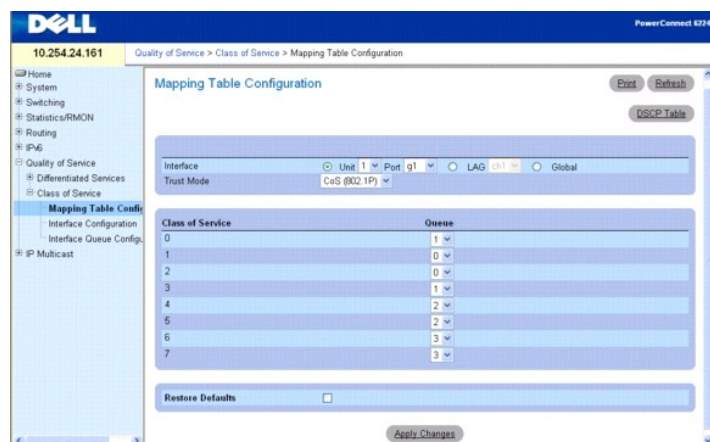 DELL
PowerConnect 6224
10.254.24.161
Quality of Service > Class of Service > Mapping Table Configuration
Home
System
Switching
Statistics/RMON
Routing
IPv6
Quality of Service
Differentiated Services
Class of Service
Mapping Table Config
Interface Configuration
Interface Queue Configu
IP Multicast
Mapping Table Configuration
Print Refresh
DSCP Table
Interface Unit 1 Port g1 LAG ch1 Global
Trust Mode CoS (802.1P)
Class of Service Queue
0 1
1 0
2 0
3 1
4 2
5 2
6 3
7 3
Restore Defaults
Apply Changes